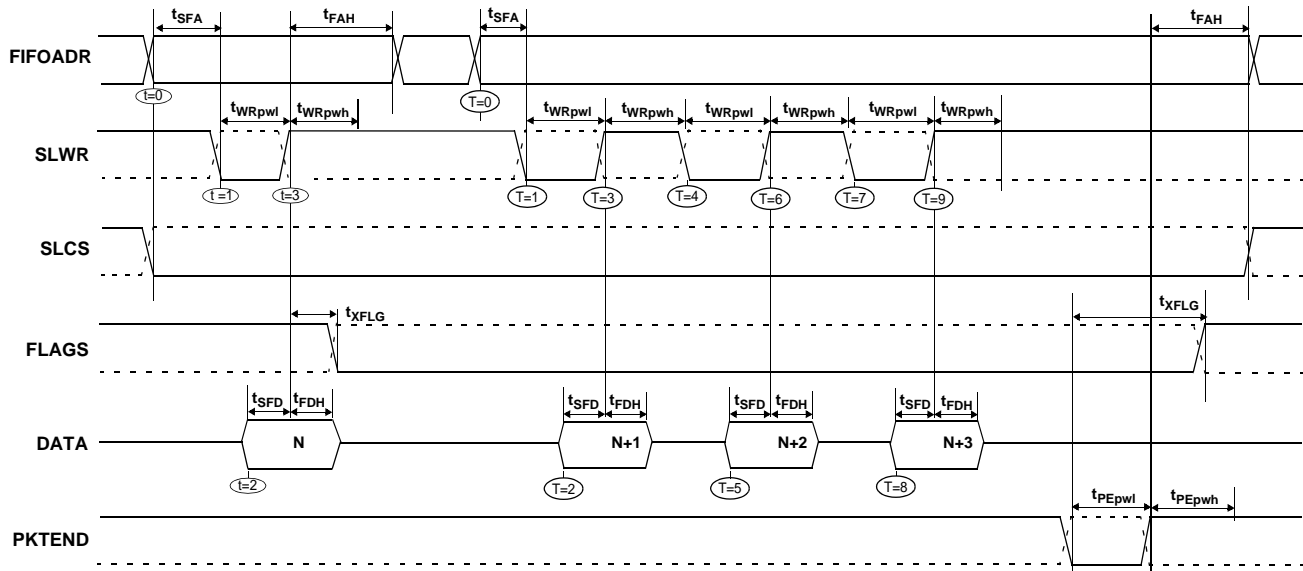 tSFA tFAH tSFA tFAH
FIFOADR
t=0 T=0
tWRpwl tWRpwh tWRpwl tWRpwh tWRpwl tWRpwh tWRpwl tWRpwh
SLWR
t =1 t=3 T=1 T=3 T=4 T=6 T=7 T=9
SLCS
tXFLG tXFLG
FLAGS
tSFD tFDH tSFD tFDH tSFD tFDH tSFD tFDH
DATA N N+1 N+2 N+3
t=2 T=2 T=5 T=8
tPEpwl tPEpwh
PKTEND